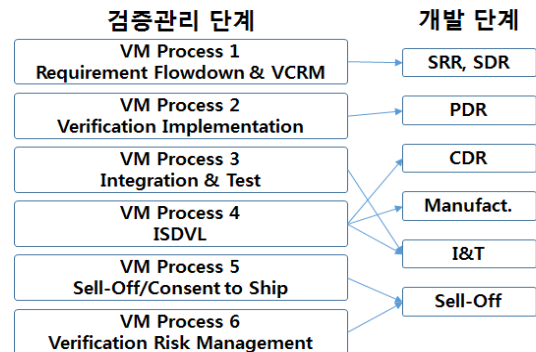 검증관리 단계
개발 단계
VM Process 1
Requirement Flowdown & VCRM
SRR, SDR
VM Process 2
Verification Implementation
PDR
VM Process 3
Integration & Test
CDR
VM Process 4
ISDVL
Manufact.
I&T
VM Process 5
Sell-Off/Consent to Ship
Sell-Off
VM Process 6
Verification Risk Management